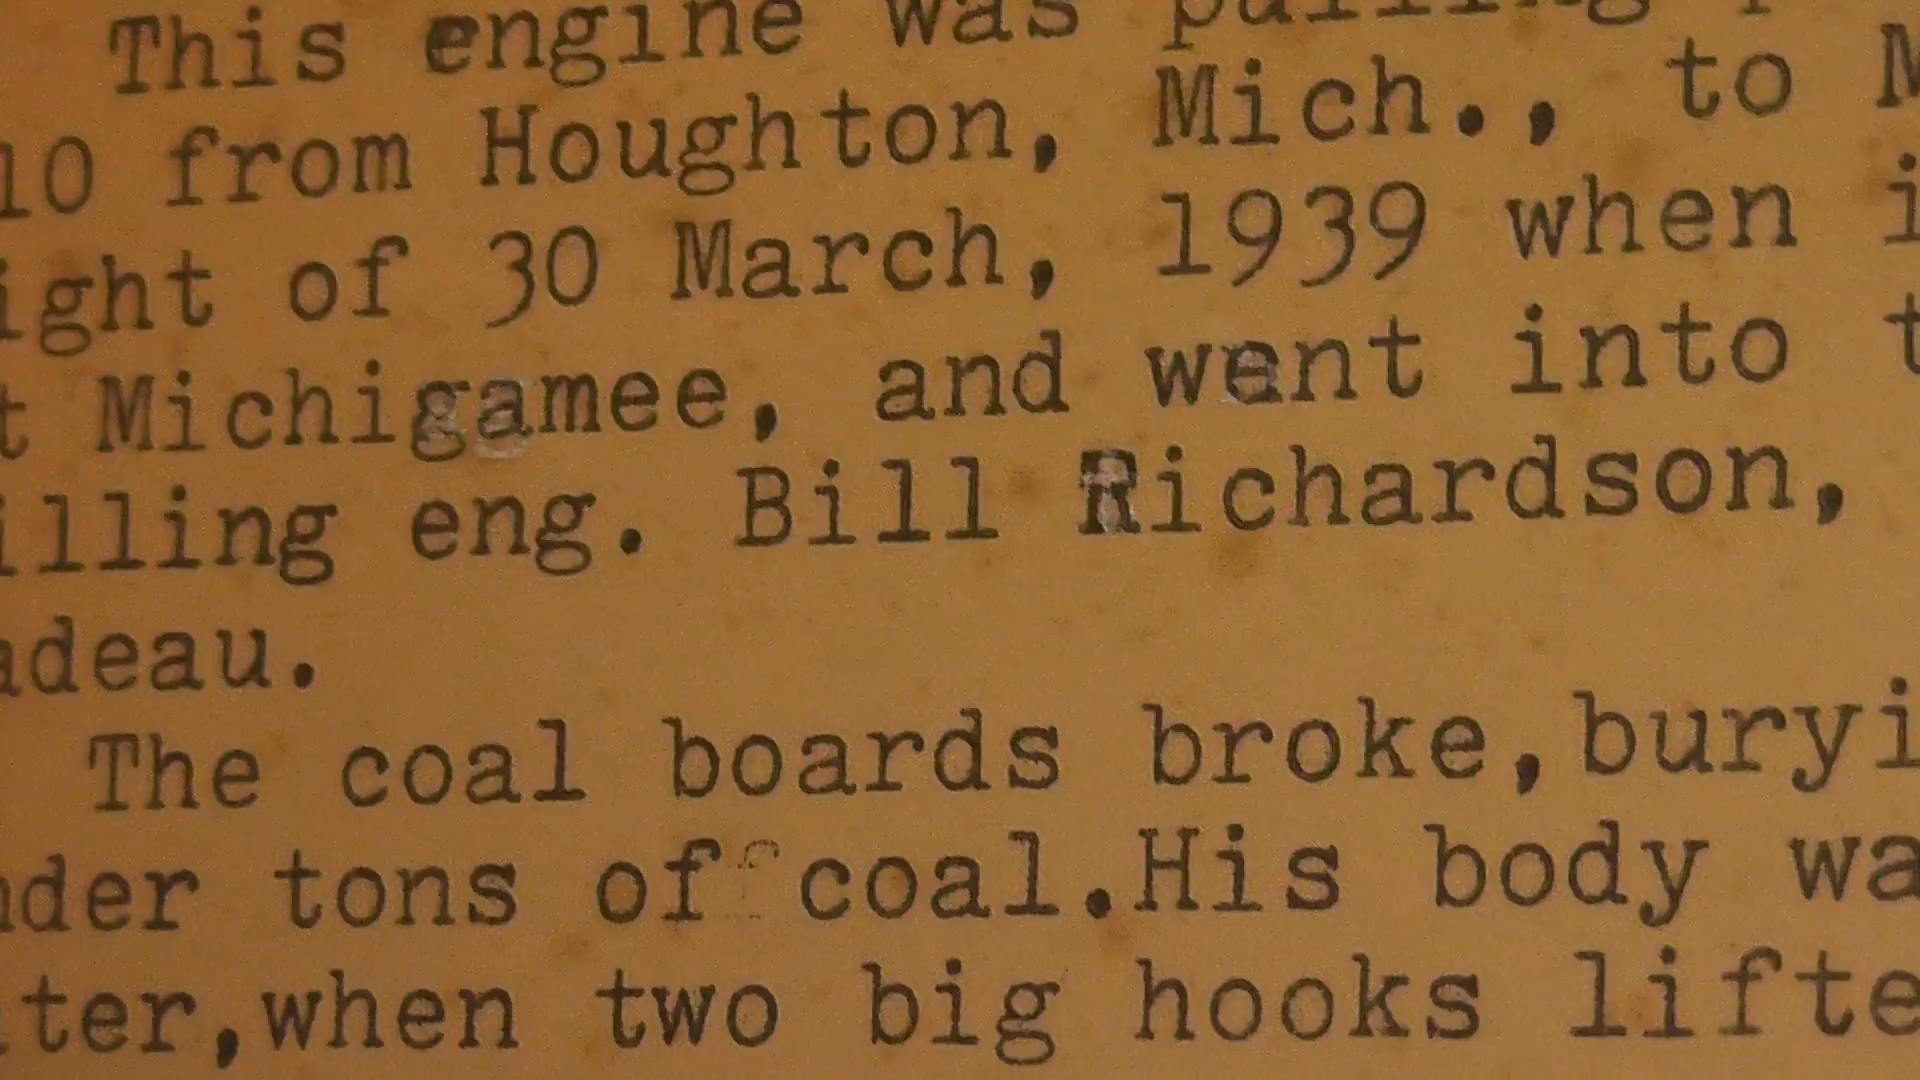 This engine was pulling
10 from Houghton, Mich., to M
ight of 30 March, 1939 when i
t Michigamee, and went into t
illing eng. Bill Richardson,
adeau.
The coal boards broke,buryi
nder tons of coal.His body wa
ter,when two big hooks lifte